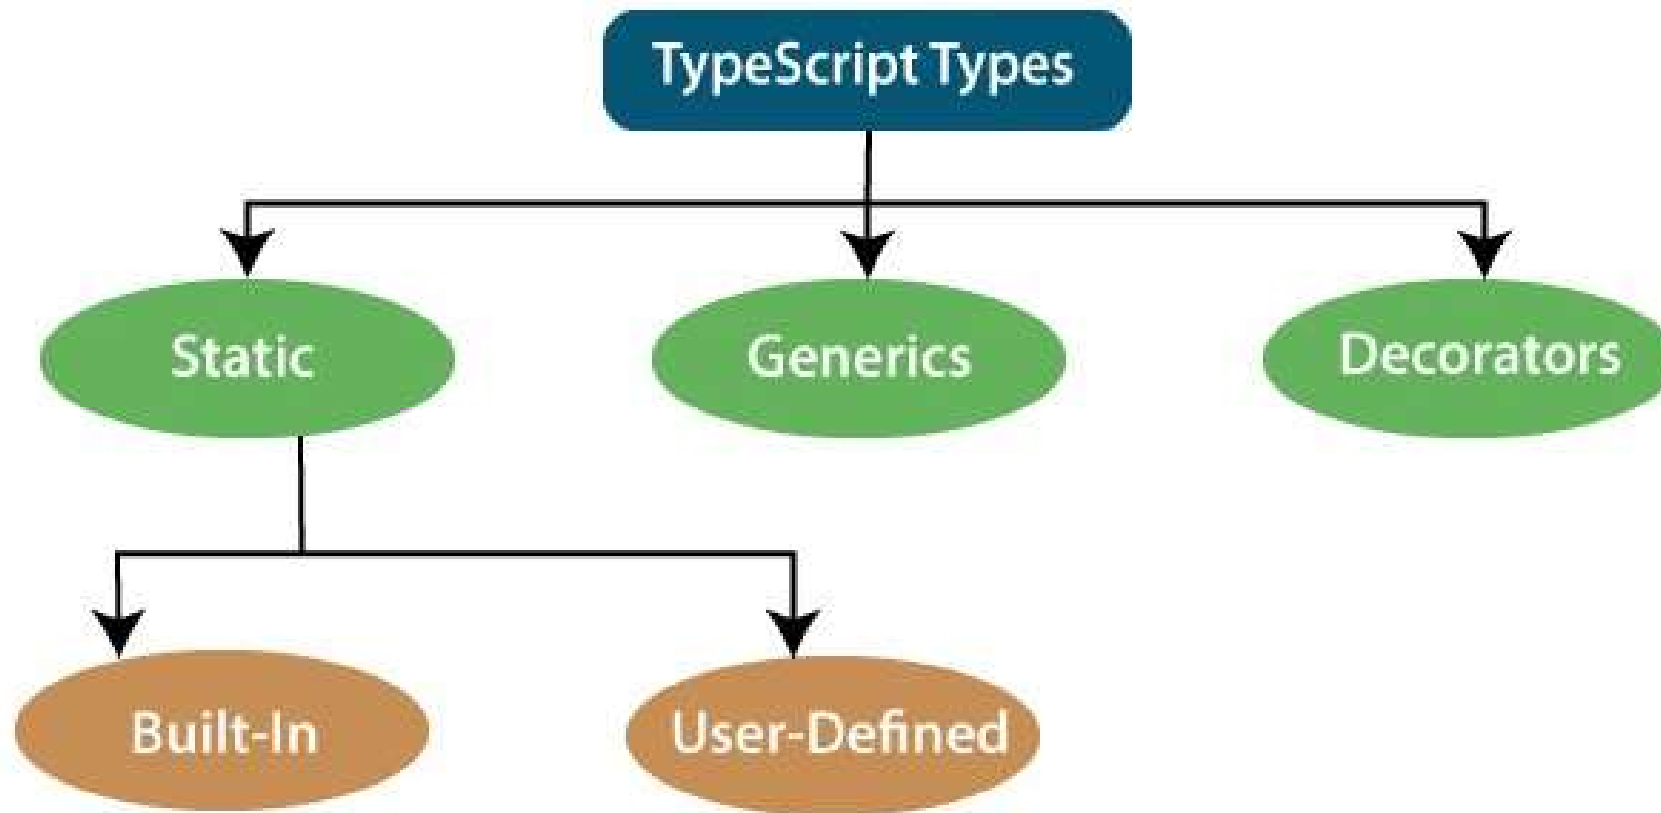 TypeScript Types
Static
Generics
Decorators
Built-In
User-Defined